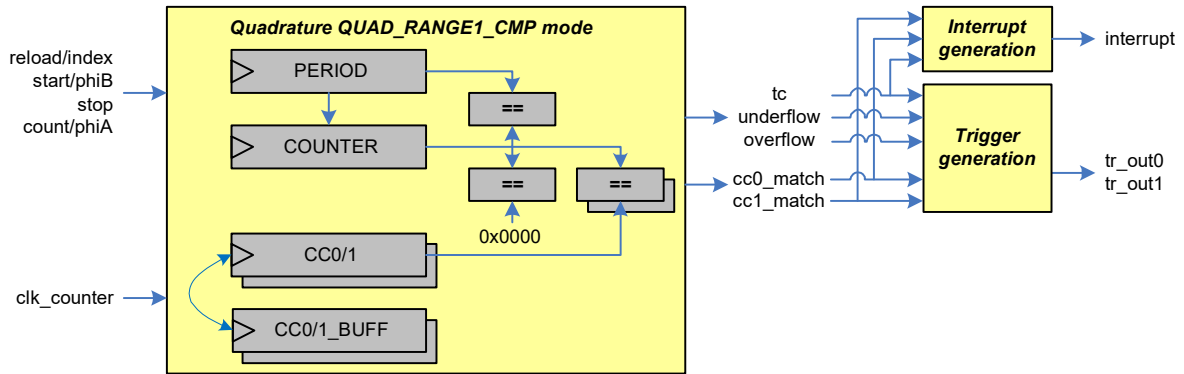 Quadrature QUAD_RANGE1_CMP mode
reload/index
start/phiB
stop
count/phiA
clk_counter
PERIOD
==
COUNTER
==
==
0x0000
CC0/1
CC0/1_BUFF
tc
underflow
overflow
cc0_match
cc1_match
Interrupt
generation
interrupt
Trigger
generation
tr_out0
tr_out1